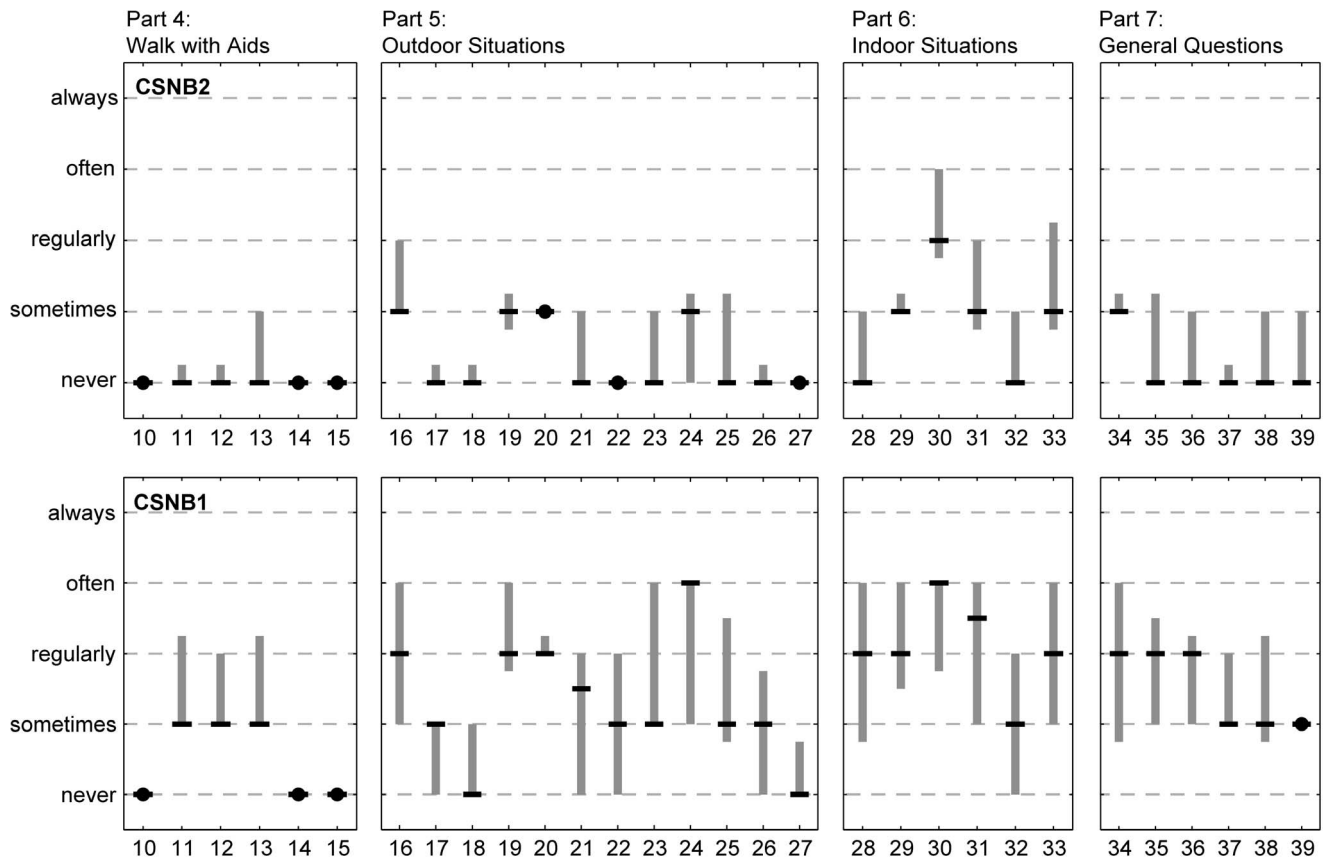 Part 4:
Walk with Aids
Part 5:
Outdoor Situations
Part 6:
Indoor Situations
Part 7:
General Questions
CSNB2
always
often
regularly
sometimes
never
10 11 12 13 14 15 16 17 18 19 20 21 22 23 24 25 26 27 28 29 30 31 32 33 34 35 36 37 38 39
CSNB1
always
often
regularly
sometimes
never
10 11 12 13 14 15 16 17 18 19 20 21 22 23 24 25 26 27 28 29 30 31 32 33 34 35 36 37 38 39